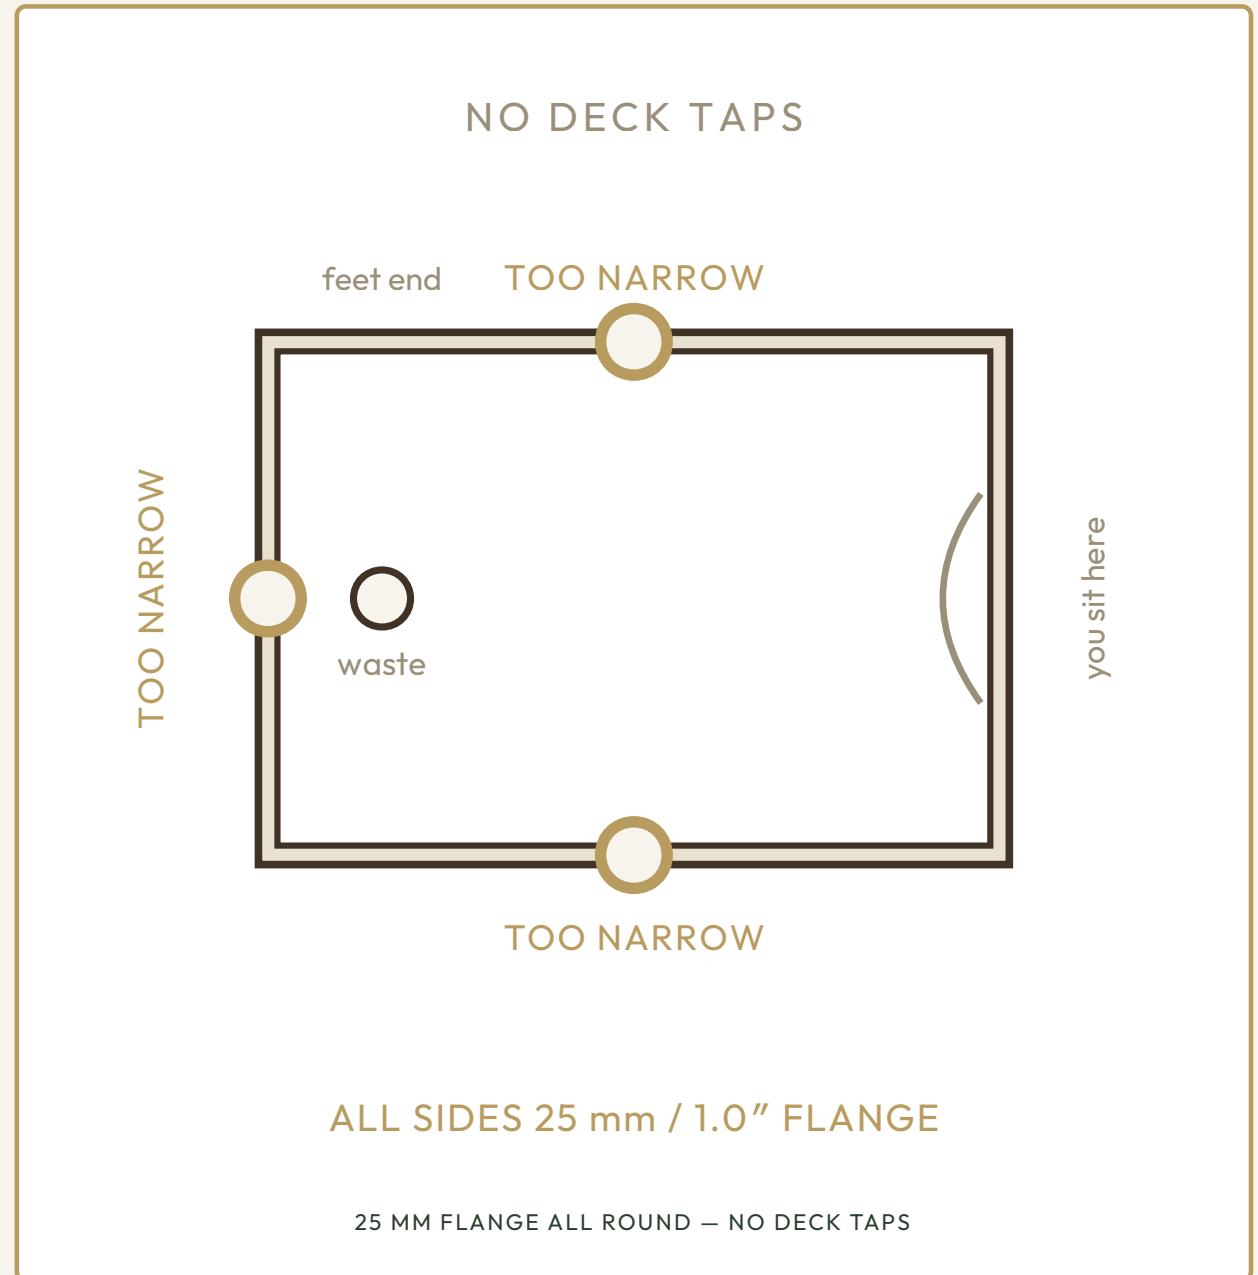 NO DECK TAPS
feet end
TOO NARROW
TOO NARROW
waste
you sit here
TOO NARROW
ALL SIDES 25 mm / 1.0″ FLANGE
25 MM FLANGE ALL ROUND — NO DECK TAPS